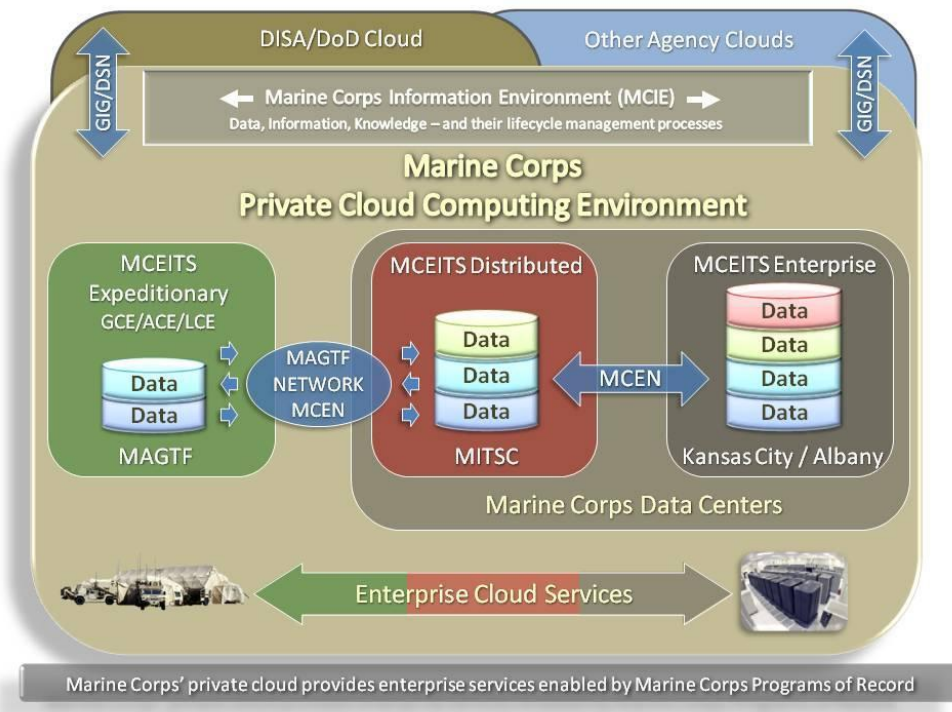 DISA/DoD Cloud
Other Agency Clouds
GIG/DSN
GIG/DSN
Marine Corps Information Environment (MCIE)
Data, Information, Knowledge – and their lifecycle management processes
Marine Corps
Private Cloud Computing Environment
MCEITS
Expeditionary
GCE/ACE/LCE
Data
Data
MAGTF
MAGTF
NETWORK
MCEN
MCEITS Distributed
Data
Data
Data
MITSC
MCEN
MCEITS Enterprise
Data
Data
Data
Data
Kansas City / Albany
Marine Corps Data Centers
Enterprise Cloud Services
Marine Corps' private cloud provides enterprise services enabled by Marine Corps Programs of Record